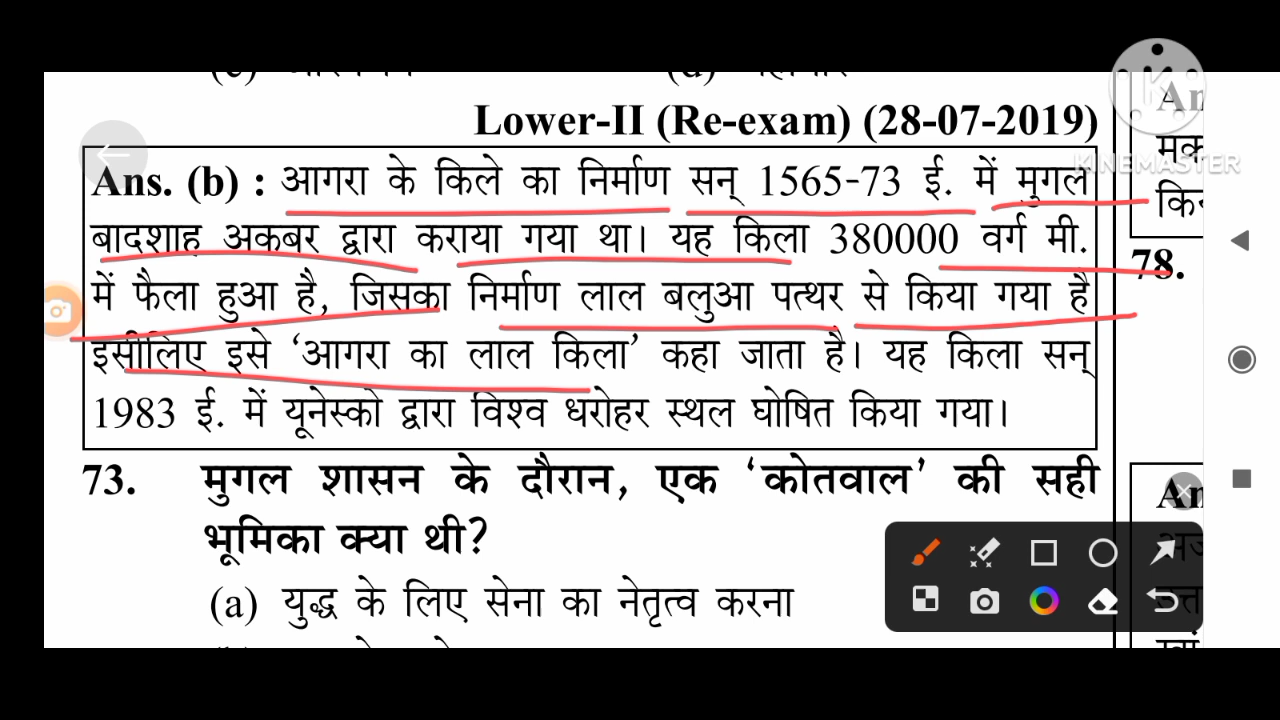 Lower-II (Re-exam) (28-07-2019)
Ans. (b) : आगरा के किले का निर्माण सन् 1565-73 ई. में मुगल
बादशाह अकबर द्वारा कराया गया था। यह किला 380000 वर्ग मी.
में फैला हुआ है, जिसका निर्माण लाल बलुआ पत्थर से किया गया है
इसीलिए इसे ‘आगरा का लाल किला’ कहा जाता है। यह किला सन्
1983 ई. में यूनेस्को द्वारा विश्व धरोहर स्थल घोषित किया गया।
73. मुगल शासन के दौरान, एक ‘कोतवाल’ की सही
भूमिका क्या थी?
(a) युद्ध के लिए सेना का नेतृत्व करना
78.
KINEMASTER